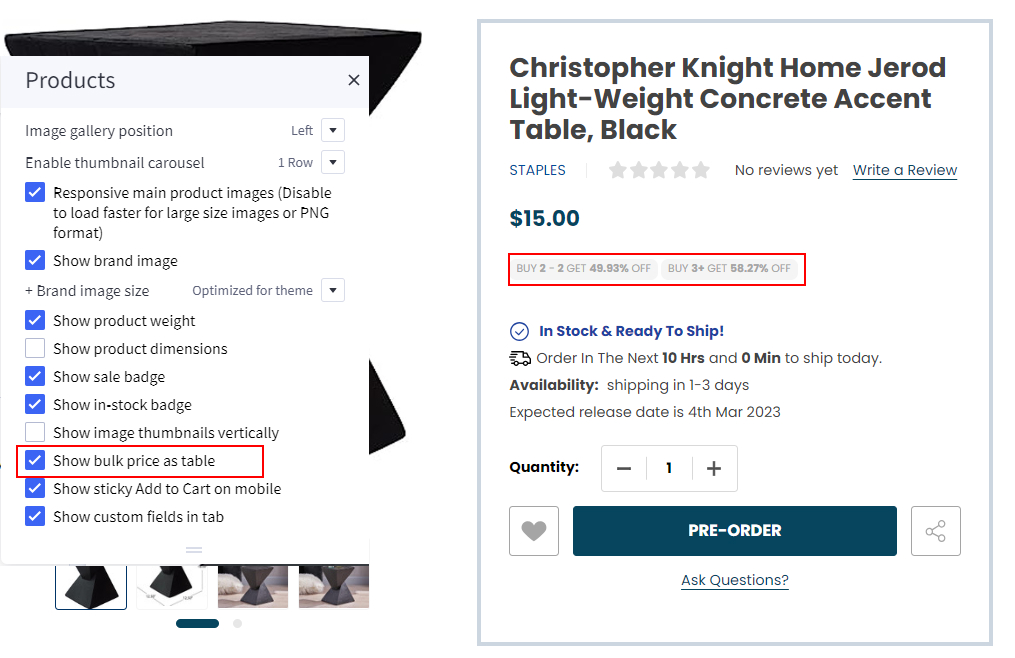 Products
Image gallery position Left
Enable thumbnail carousel 1 Row
Responsive main product images (Disable
to load faster for large size images or PNG
format)
Show brand image
+ Brand image size Optimized for theme
Show product weight
Show product dimensions
Show sale badge
Show in-stock badge
Show image thumbnails vertically
Show bulk price as table
Show sticky Add to Cart on mobile
Show custom fields in tab
Christopher Knight Home Jerod
Light-Weight Concrete Accent
Table, Black
STAPLES No reviews yet Write a Review
$15.00
BUY 2 - 2 GET 49.93% OFF BUY 3+ GET 58.27% OFF
In Stock & Ready To Ship!
Order In The Next 10 Hrs and 0 Min to ship today.
Availability: shipping in 1-3 days
Expected release date is 4th Mar 2023
Quantity: 1
PRE-ORDER
Ask Questions?